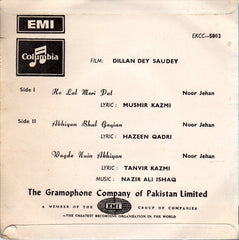 EMI
Columbia
EKCC—5003
FILM: DILLAN DEY SAUDEY
Side I Ho Lal Meri Pat Noor Jehan
LYRIC: MUSHIR KAZMI
Side II Akhiyan Bhul Gayian Noor Jehan
LYRIC: HAZEEN QADRI
Wagde Nain Akhiyan Noor Jehan
LYRIC: TANVIR KAZMI
MUSIC: NAZIR ALI ISHAQ
The Gramophone Company of Pakistan Limited
A MEMBER OF THE EMI GROUP OF COMPANIES
—THE GREATEST RECORDING ORGANISATION IN THE WORLD